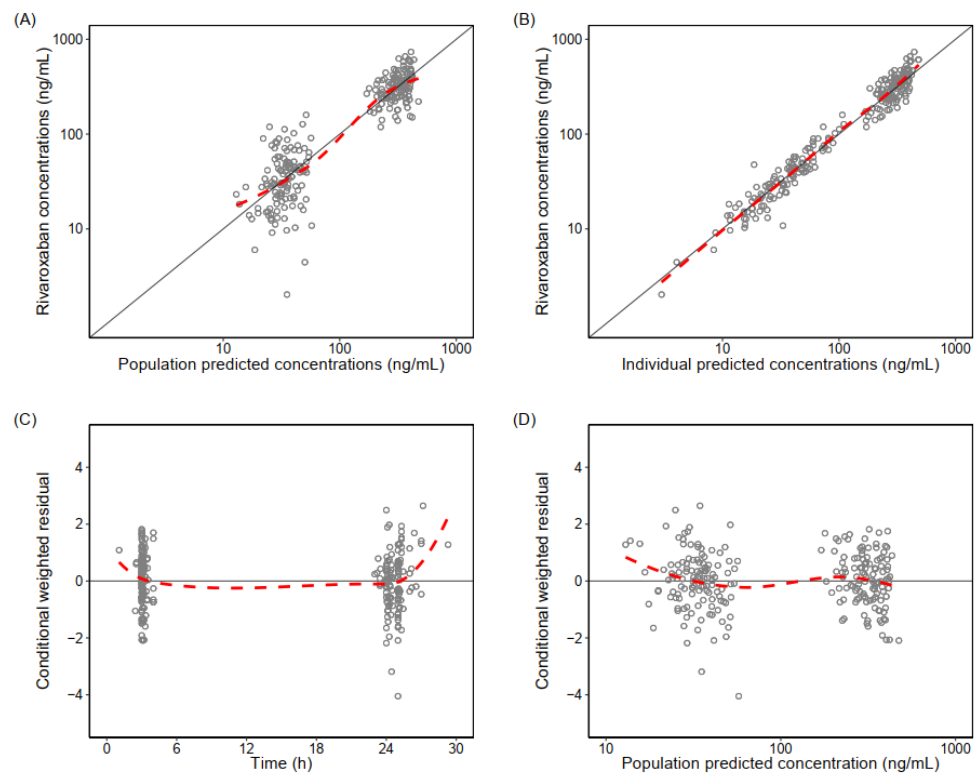 (A)
Rivaroxaban concentrations (ng/mL)
1000
100
10
10 100 1000
Population predicted concentrations (ng/mL)
(B)
Rivaroxaban concentrations (ng/mL)
1000
100
10
10 100 1000
Individual predicted concentrations (ng/mL)
(C)
Conditional weighted residual
4
2
0
−2
−4
0 6 12 18 24 30
Time (h)
(D)
Conditional weighted residual
4
2
0
−2
−4
10 100 1000
Population predicted concentration (ng/mL)